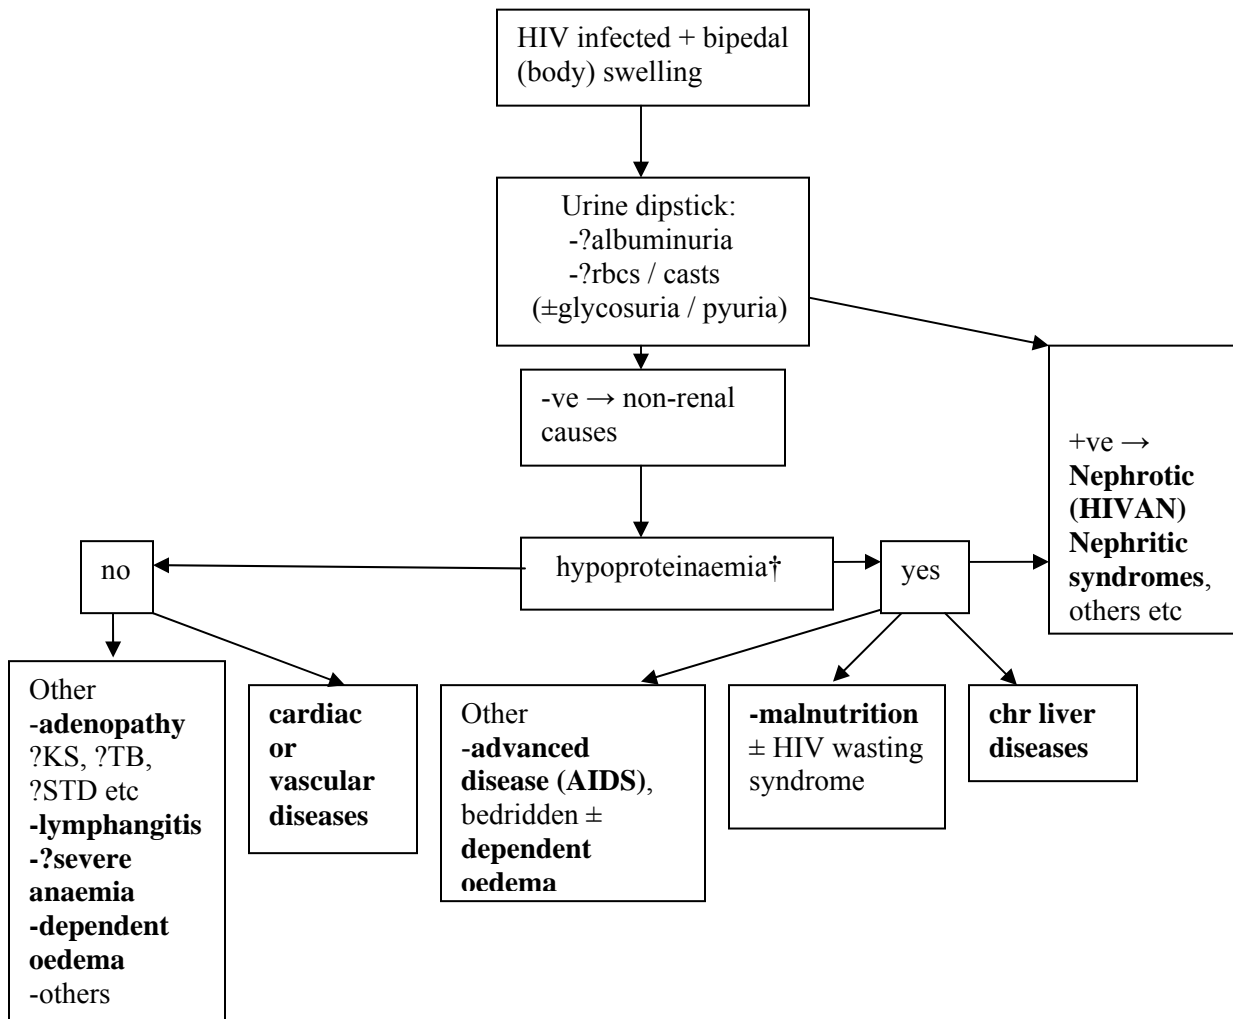 HIV infected + bipedal
(body) swelling
Urine dipstick:
-?albuminuria
-?rbcs / casts
(±glycosuria / pyuria)
-ve → non-renal
causes
+ve →
Nephrotic
(HIVAN)
Nephritic
syndromes,
others etc
no
hypoproteinaemia†
yes
Other
-adenopathy
?KS, ?TB,
?STD etc
-lymphangitis
-?severe
anaemia
-dependent
oedema
-others
cardiac
or
vascular
diseases
Other
-advanced
disease (AIDS),
bedridden ±
dependent
oedema
-malnutrition
± HIV wasting
syndrome
chr liver
diseases